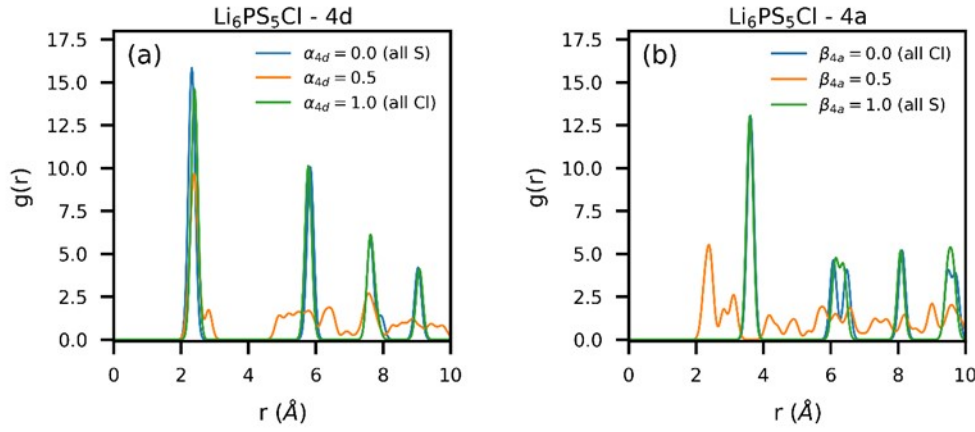 Li₆PS₅Cl - 4d
(a)
α₄d = 0.0 (all S)
α₄d = 0.5
α₄d = 1.0 (all Cl)
17.5
15.0
12.5
10.0
7.5
5.0
2.5
0.0
g(r)
0 2 4 6 8 10
r (Å)
Li₆PS₅Cl - 4a
(b)
β₄ₐ = 0.0 (all Cl)
β₄ₐ = 0.5
β₄ₐ = 1.0 (all S)
17.5
15.0
12.5
10.0
7.5
5.0
2.5
0.0
g(r)
0 2 4 6 8 10
r (Å)